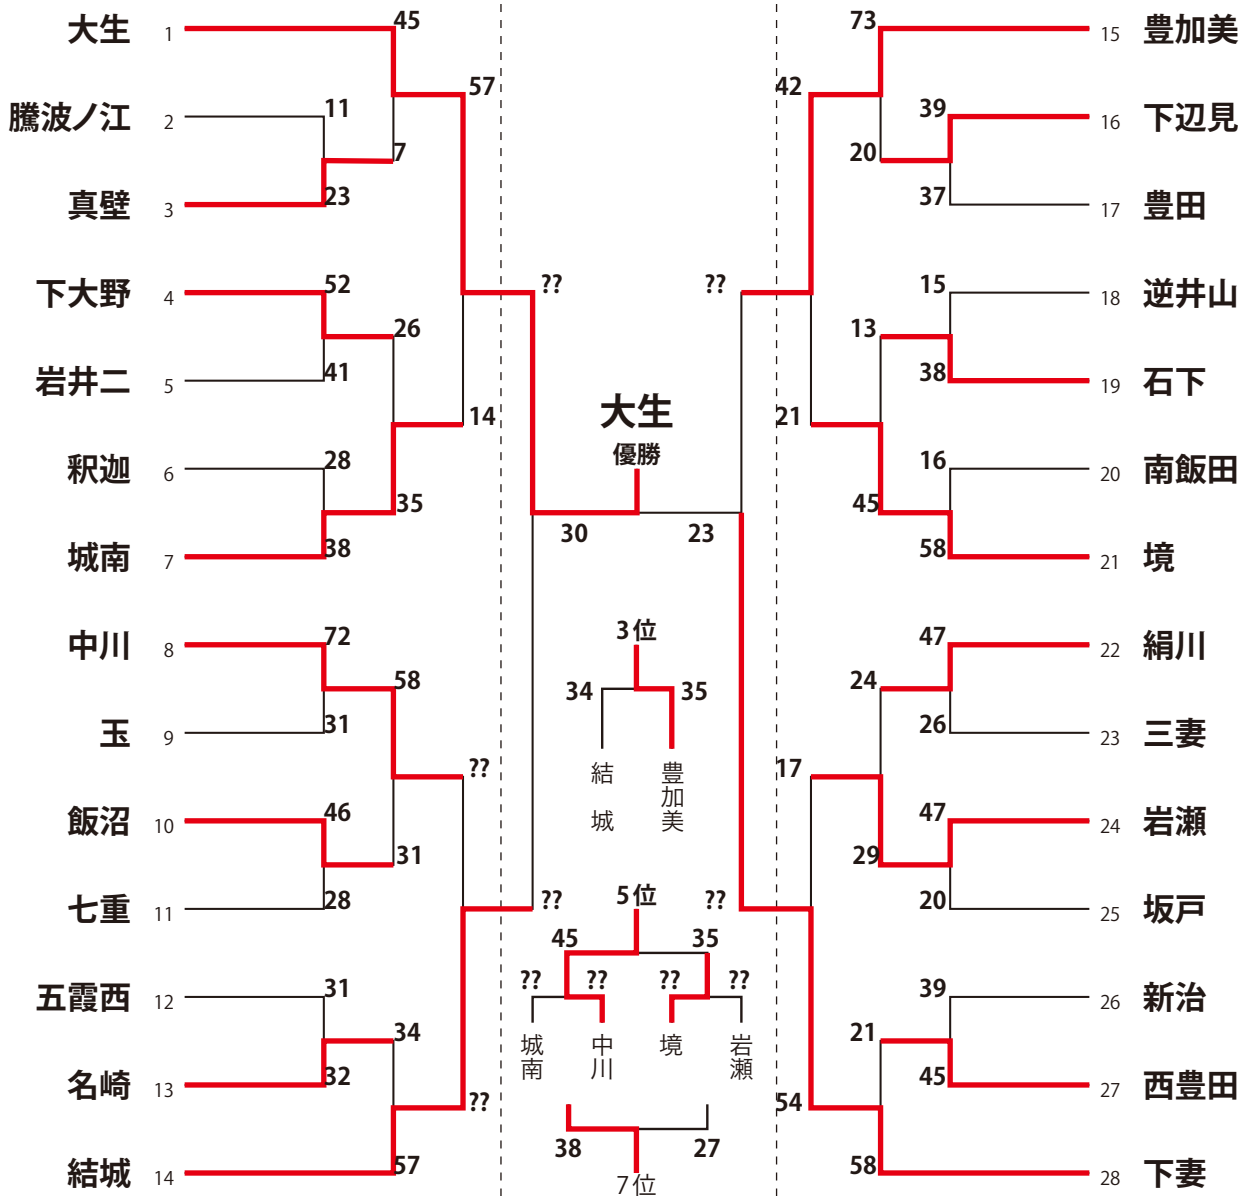 大生 1 45
57
騰波ノ江 2 11
7
真壁 3 23
??
下大野 4 52
26
岩井二 5 41
14
釈迦 6 28
35
城南 7 38
中川 8 72
58
玉 9 31
??
飯沼 10 46
31
七重 11 28
??
五霞西 12 31
34
名崎 13 32
??
結城 14 57
大生
優勝
30 23
3位
34 35
結城 豊加美
5位
45 35
?? ?? ?? ??
城南 中川 境 岩瀬
38 27
7位
73 15 豊加美
42
39 16 下辺見
20
37 17 豊田
??
15 18 逆井山
13
38 19 石下
21
16 20 南飯田
45
58 21 境
47 22 絹川
24
26 23 三妻
17
47 24 岩瀬
29
20 25 坂戸
??
39 26 新治
21
45 27 西豊田
54
58 28 下妻